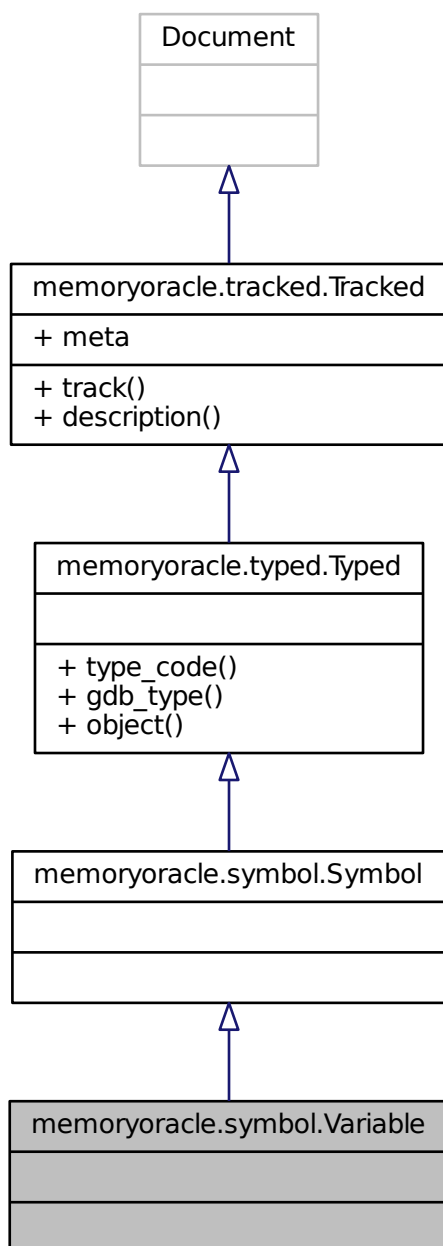 Document
memoryoracle.tracked.Tracked
+ meta
+ track()
+ description()
memoryoracle.typed.Typed
+ type_code()
+ gdb_type()
+ object()
memoryoracle.symbol.Symbol
memoryoracle.symbol.Variable